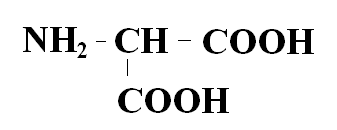 NH₂ - CH - COOH
|
COOH